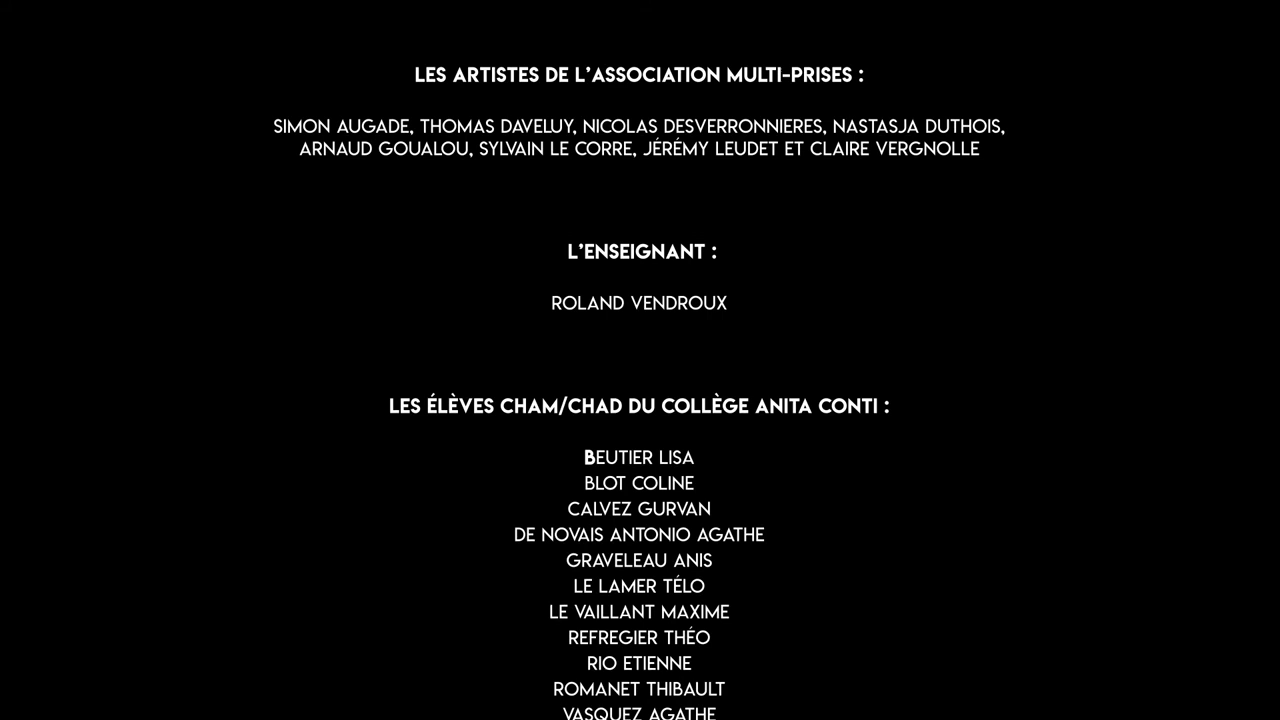 LES ARTISTES DE L'ASSOCIATION MULTI-PRISES :
SIMON AUGADE, THOMAS DAVELUY, NICOLAS DESVERRONNIERES, NASTASJA DUTHOIS,
ARNAUD GOUALOU, SYLVAIN LE CORRE, JÉRÉMY LEUDET ET CLAIRE VERGNOLLE
L'ENSEIGNANT :
ROLAND VENDROUX
LES ÉLÈVES CHAM/CHAD DU COLLÈGE ANITA CONTI :
BEUTIER LISA
BLOT COLINE
CALVEZ GURVAN
DE NOVAIS ANTONIO AGATHE
GRAVELEAU ANIS
LE LAMER TÉLO
LE VAILLANT MAXIME
REFREGIER THÉO
RIO ETIENNE
ROMANET THIBAULT
VASQUEZ AGATHE